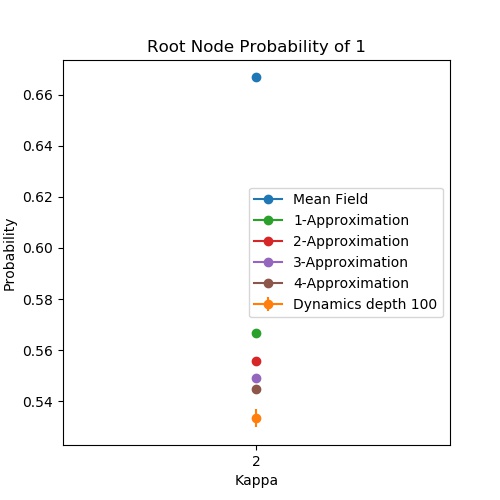 Root Node Probability of 1
Probability
0.66
0.64
0.62
0.60
0.58
0.56
0.54
Mean Field
1-Approximation
2-Approximation
3-Approximation
4-Approximation
Dynamics depth 100
2
Kappa